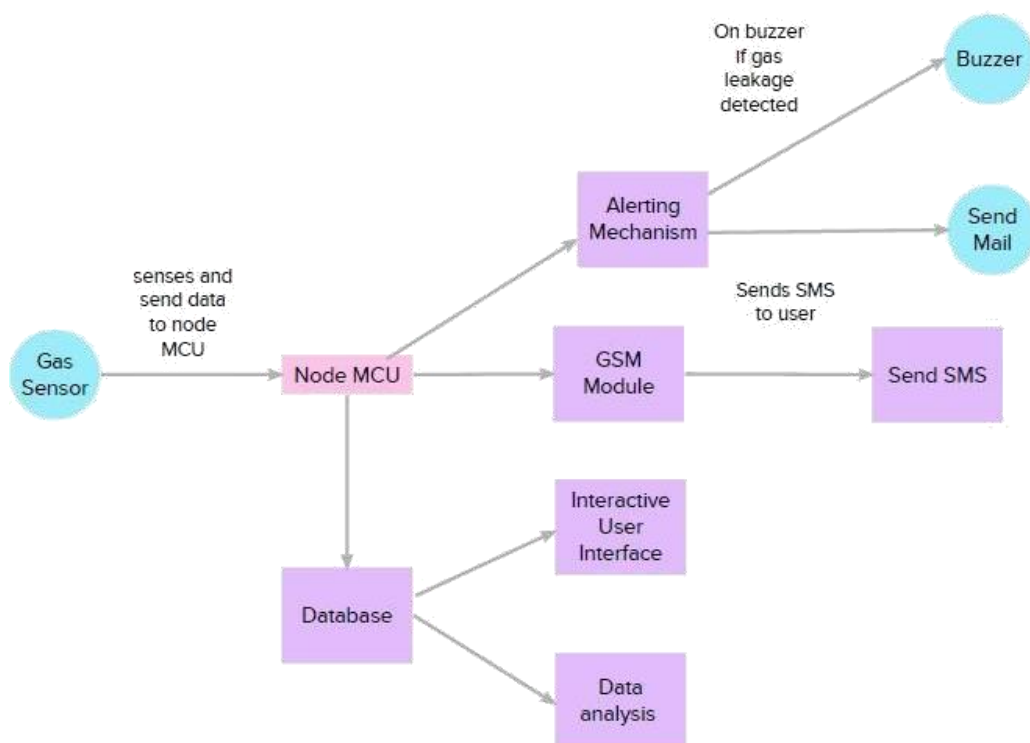 On buzzer
if gas
leakage
detected
Buzzer
Alerting
Mechanism
Send
Mail
senses and
send data
to node
MCU
Sends SMS
to user
Gas
Sensor
Node MCU
GSM
Module
Send SMS
Interactive
User
Interface
Database
Data
analysis